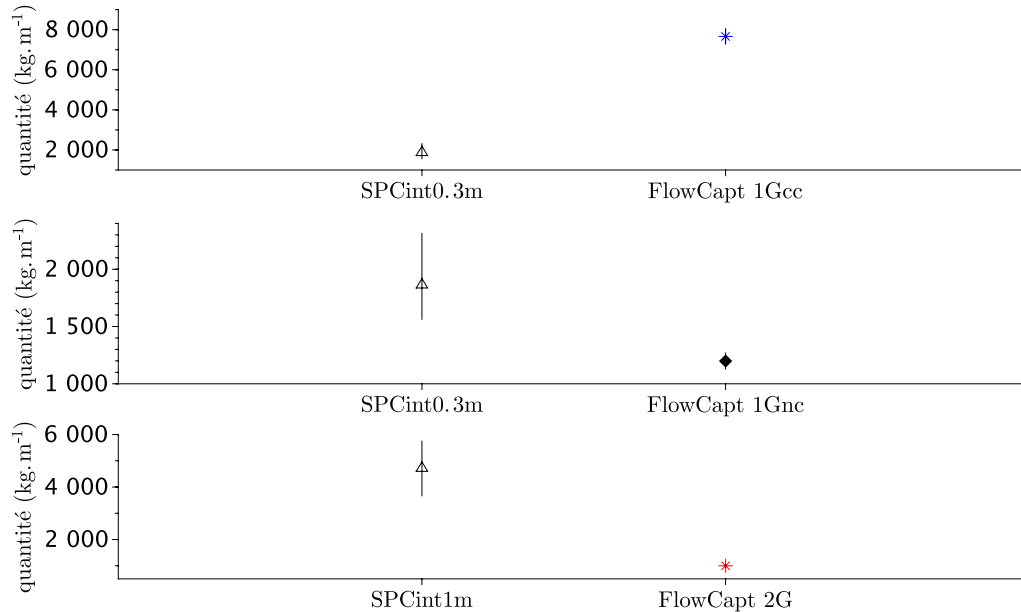 quantité (kg.m-1)
8 000
6 000
4 000
2 000
SPCint0.3m FlowCapt 1Gcc
quantité (kg.m-1)
2 000
1 500
1 000
SPCint0.3m FlowCapt 1Gnc
quantité (kg.m-1)
6 000
4 000
2 000
SPCint1m FlowCapt 2G